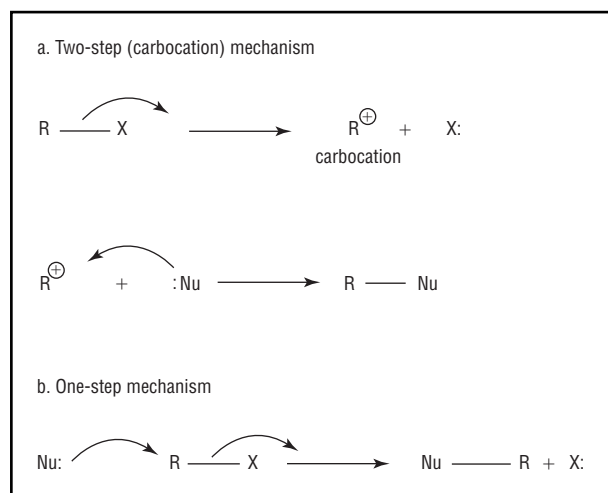 a. Two-step (carbocation) mechanism
R — X ⟶ R⊕ + X:
carbocation
R⊕ + :Nu ⟶ R — Nu
b. One-step mechanism
Nu: R — X ⟶ Nu — R + X: